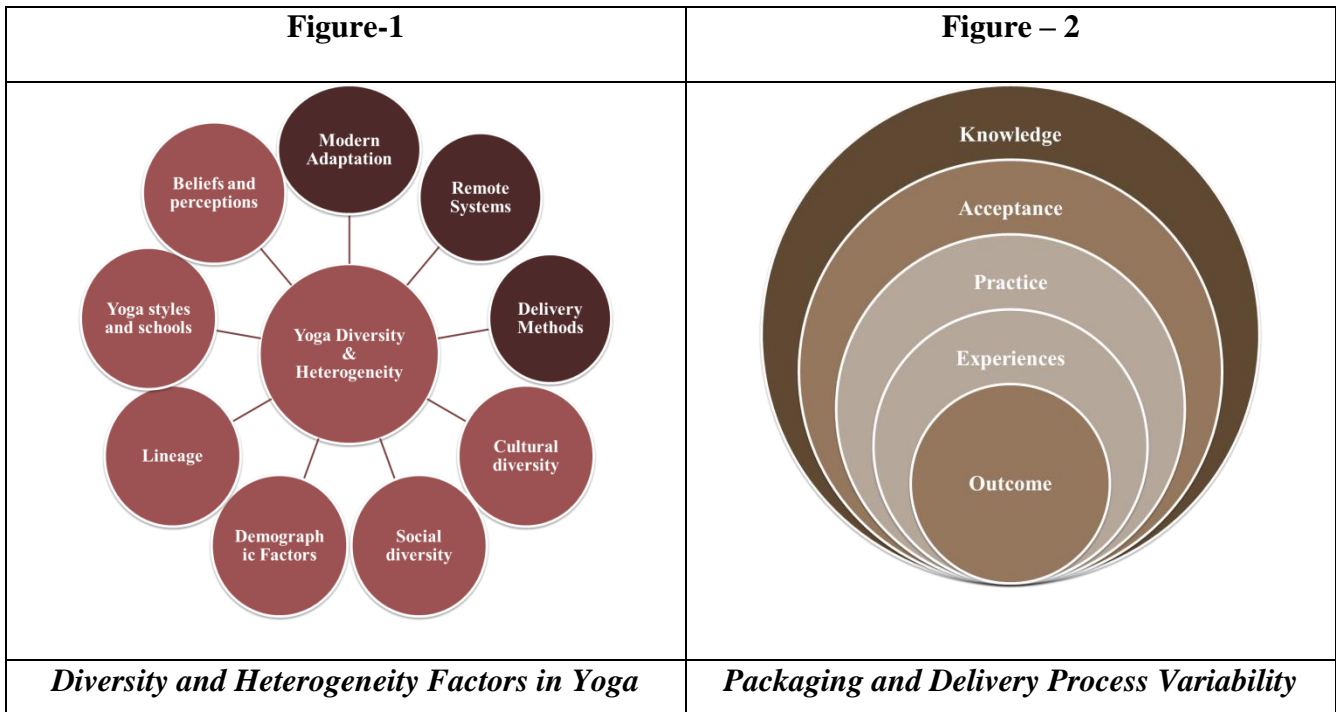 Figure-1
Figure – 2
Modern
Adaptation
Remote
Systems
Delivery
Methods
Cultural
diversity
Social
diversity
Demograph
ic Factors
Lineage
Yoga styles
and schools
Beliefs and
perceptions
Yoga Diversity
&
Heterogeneity
Knowledge
Acceptance
Practice
Experiences
Outcome
Diversity and Heterogeneity Factors in Yoga
Packaging and Delivery Process Variability